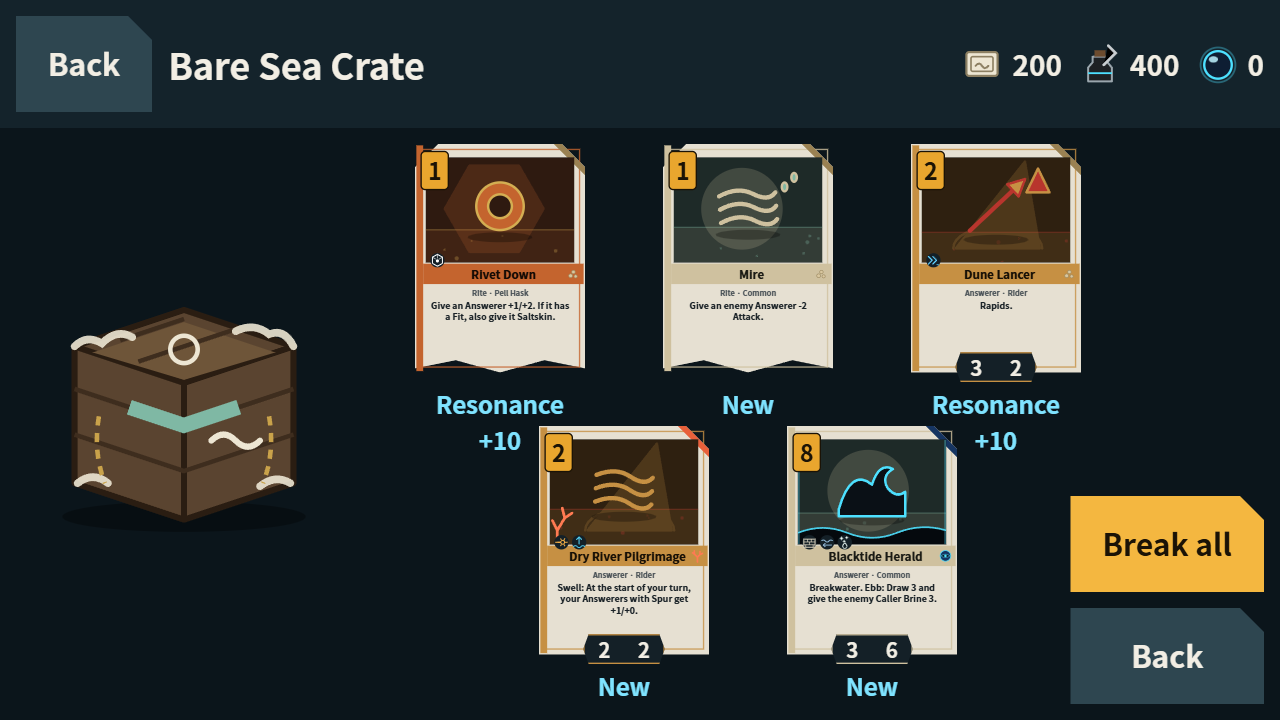 Back
Bare Sea Crate
200
400
0
1
Rivet Down
Rite · Peil Hask
Give an Answerer +1/+2. If it has
a Fit, also give it Saltskin.
Resonance
+10
1
Mire
Rite · Common
Give an enemy Answerer -2
Attack.
New
2
Dune Lancer
Answerer · Rider
Rapids.
3 2
Resonance
+10
2
Dry River Pilgrimage
Answerer · Rider
Swell: At the start of your turn,
your Answerers with Spur get
+1/+0.
2 2
New
8
Blacktide Herald
Answerer · Common
Breakwater. Ebb: Draw 3 and
give the enemy Caller Brine 3.
3 6
New
Break all
Back